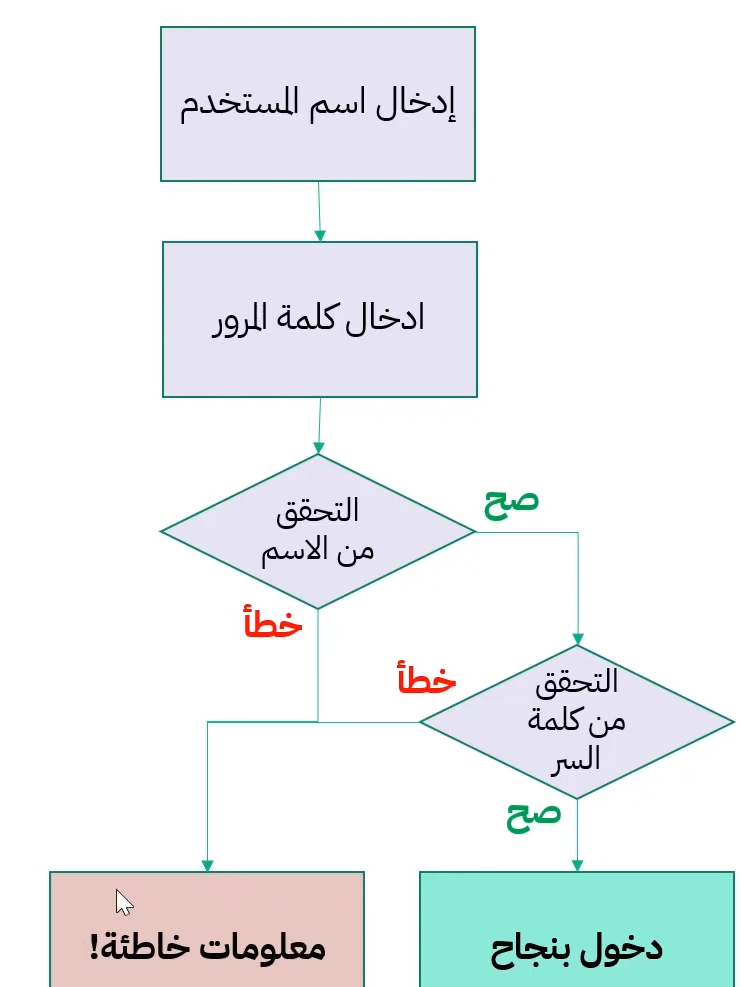 إدخال اسم المستخدم
ادخال كلمة المرور
التحقق
من الاسم
صح
خطأ
التحقق
من كلمة
السر
خطأ
صح
دخول بنجاح
معلومات خاطئة!